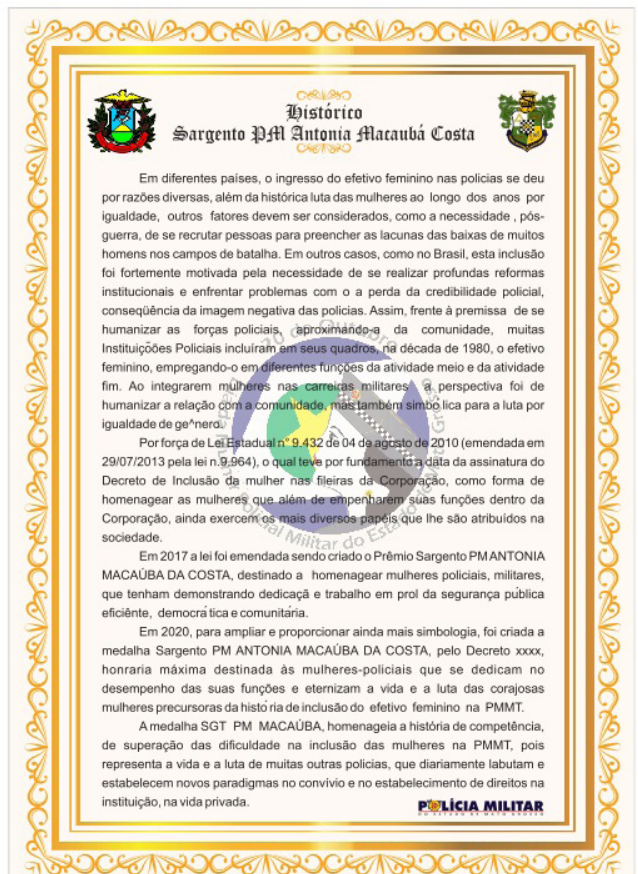 Histórico
Sargento PM Antonia Macaubá Costa
Em diferentes países, o ingresso do efetivo feminino nas policias se deu
por razões diversas, além da histórica luta das mulheres ao longo dos anos por
igualdade, outros fatores devem ser considerados, como a necessidade , pós-
guerra, de se recrutar pessoas para preencher as lacunas das baixas de muitos
homens nos campos de batalha. Em outros casos, como no Brasil, esta inclusão
foi fortemente motivada pela necessidade de se realizar profundas reformas
institucionais e enfrentar problemas com o a perda da credibilidade policial,
conseqüência da imagem negativa das policias. Assim, frente à premissa de se
humanizar as forças policiais, aproximando-a da comunidade, muitas
Instituiçõões Policiais incluíram em seus quadros, na década de 1980, o efetivo
feminino, empregando-o em diferentes funções da atividade meio e da atividade
fim. Ao integrarem mulheres nas carreiras militares a perspectiva foi de
humanizar a relação com a comunidade, mas também simbo lica para a luta por
igualdade de ge^nero.
Por força de Lei Estadual n° 9.432 de 04 de agosto de 2010 (emendada em
29/07/2013 pela lei n.9.964), o qual teve por fundamento a data da assinatura do
Decreto de Inclusão da mulher nas fileiras da Corporação, como forma de
homenagear as mulheres que além de empenharem suas funções dentro da
Corporação, ainda exercem os mais diversos papéis que lhe são atribuídos na
sociedade.
Em 2017 a lei foi emendada sendo criado o Prêmio Sargento PM ANTONIA
MACAÚBA DA COSTA, destinado a homenagear mulheres policiais, militares,
que tenham demonstrando dedicaçã e trabalho em prol da segurança pública
eficiênte, democrática e comunitária.
Em 2020, para ampliar e proporcionar ainda mais simbologia, foi criada a
medalha Sargento PM ANTONIA MACAÚBA DA COSTA, pelo Decreto xxxx,
honraria máxima destinada às mulheres-policiais que se dedicam no
desempenho das suas funções e eternizam a vida e a luta das corajosas
mulheres precursoras da história de inclusão do efetivo feminino na PMMT.
A medalha SGT PM MACAÚBA, homenageia a história de competência,
de superação das dificuldade na inclusão das mulheres na PMMT, pois
representa a vida e a luta de muitas outras policias, que diariamente labutam e
estabelecem novos paradigmas no convívio e no estabelecimento de direitos na
instituição, na vida privada.
POLÍCIA MILITAR
DO ESTADO DE MATO GROSSO